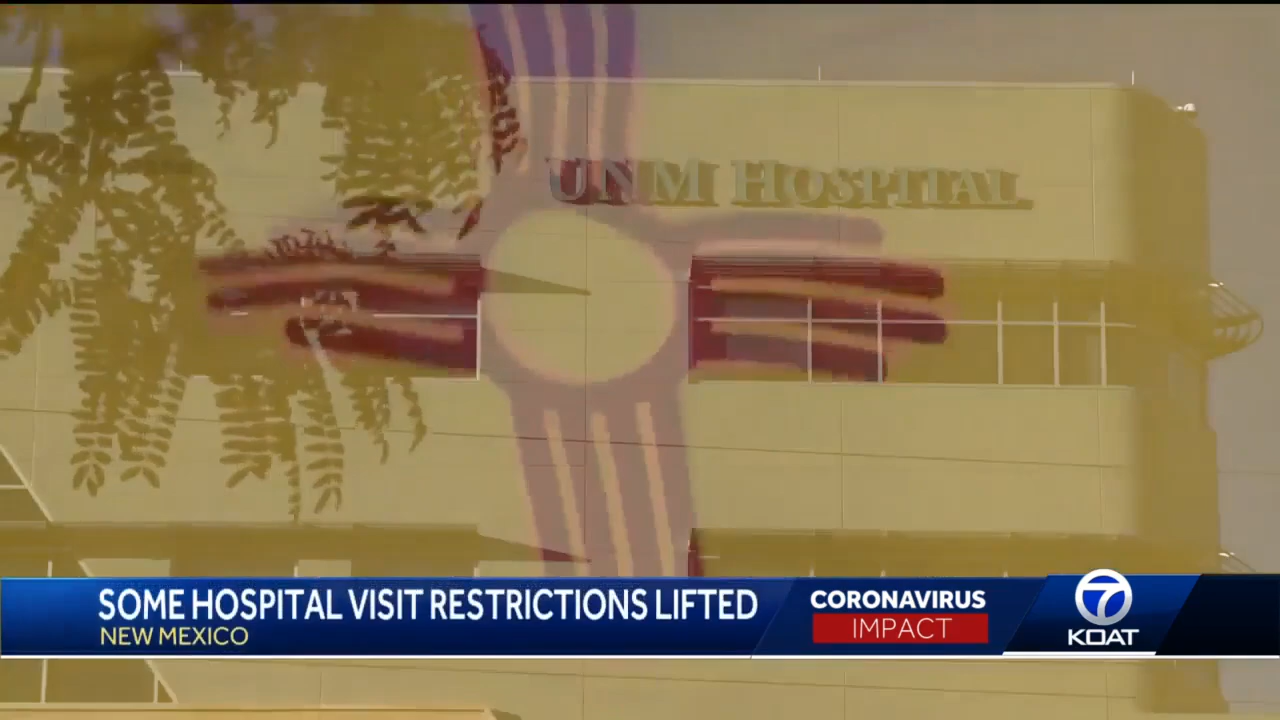 UNM HOSPITAL
SOME HOSPITAL VISIT RESTRICTIONS LIFTED
NEW MEXICO
CORONAVIRUS
IMPACT
7
KOAT